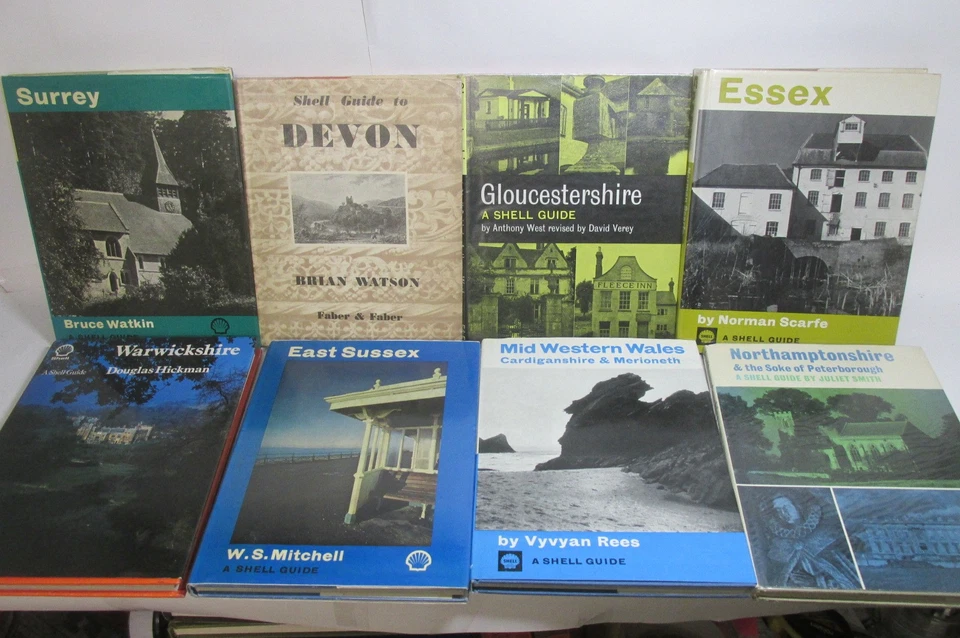 Surrey
Bruce Watkin
Shell Guide to
DEVON
BRIAN WATSON
Faber & Faber
Gloucestershire
A SHELL GUIDE
by Anthony West revised by David Verey
FLEECE INN
Essex
by Norman Scarfe
SHELL
A SHELL GUIDE
Warwickshire
A Shell Guide
Douglas Hickman
East Sussex
W.S. Mitchell
A SHELL GUIDE
Mid Western Wales
Cardiganshire & Merioneth
by Vyvyan Rees
SHELL
A SHELL GUIDE
Northamptonshire
& the Soke of Peterborough
A SHELL GUIDE BY JULIET SMITH